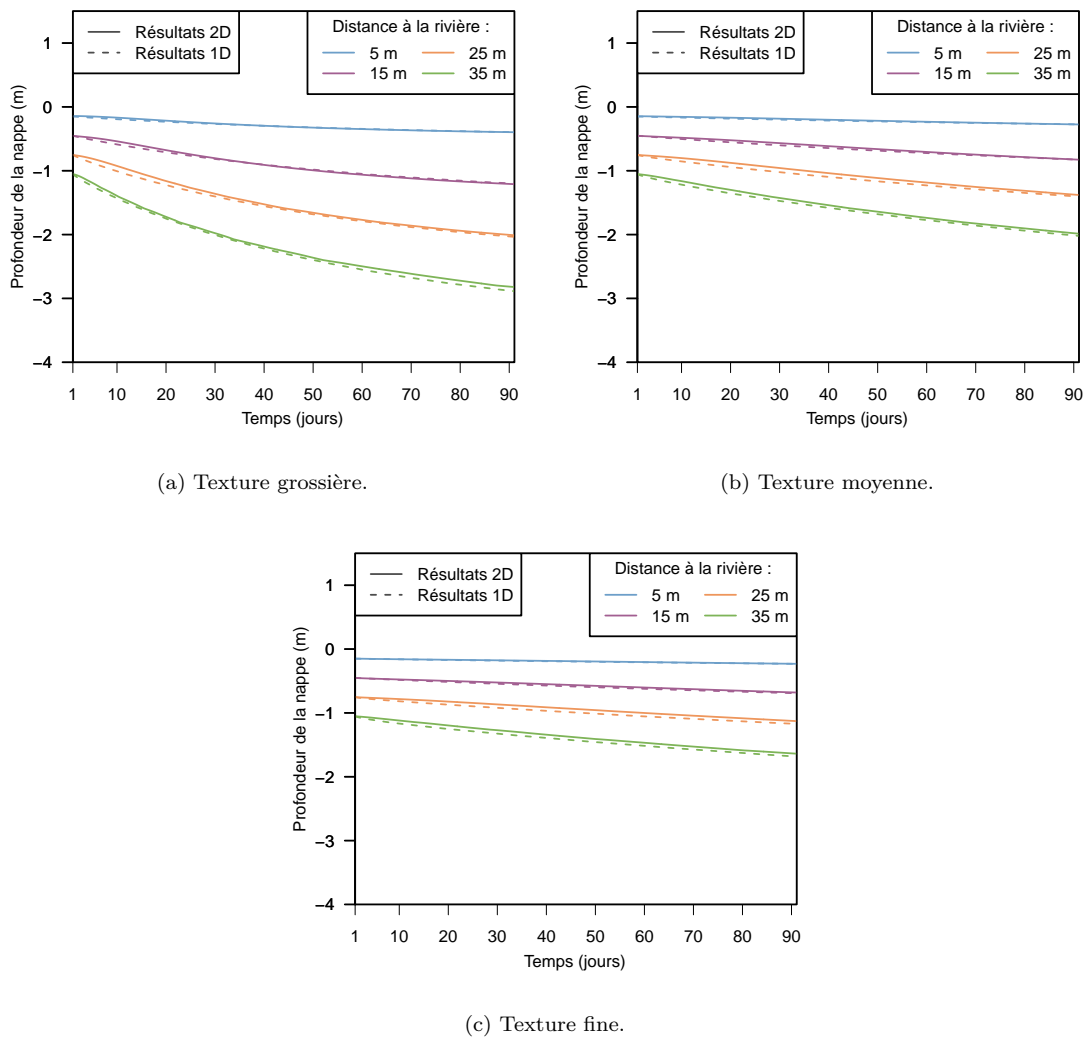 Résultats 2D
Résultats 1D
Distance à la rivière :
5 m 25 m
15 m 35 m
Profondeur de la nappe (m)
1
0
−1
−2
−3
−4
1 10 20 30 40 50 60 70 80 90
Temps (jours)
(a) Texture grossière.
Résultats 2D
Résultats 1D
Distance à la rivière :
5 m 25 m
15 m 35 m
Profondeur de la nappe (m)
1
0
−1
−2
−3
−4
1 10 20 30 40 50 60 70 80 90
Temps (jours)
(b) Texture moyenne.
Résultats 2D
Résultats 1D
Distance à la rivière :
5 m 25 m
15 m 35 m
Profondeur de la nappe (m)
1
0
−1
−2
−3
−4
1 10 20 30 40 50 60 70 80 90
Temps (jours)
(c) Texture fine.